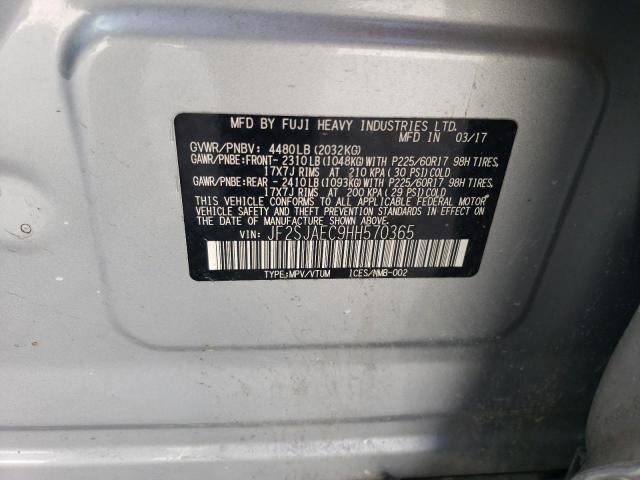 MFD BY FUJI HEAVY INDUSTRIES LTD.
MFD IN 03/17
GVWR/PNBV: 4480LB (2032KG)
GAWR/PNBE:FRONT- 2310LB (1048KG) WITH P225/60R17 98H TIRES,
17X7J RIMS AT 210 KPA ( 30 PSI) COLD
GAWR/PNBE:REAR - 2410LB (1093KG) WITH P225/60R17 98H TIRES,
17X7J RIMS AT 200 KPA (29 PSI) COLD
THIS VEHICLE CONFORMS TO ALL APPLICABLE FEDERAL MOTOR
VEHICLE SAFETY STANDARDS IN EFFECT ON THE DATE OF
MANUFACTURE SHOWN ABOVE.
VIN: JF2SJAEC9HH570365
TYPE:MPV/VTUM ICES/NMB-002